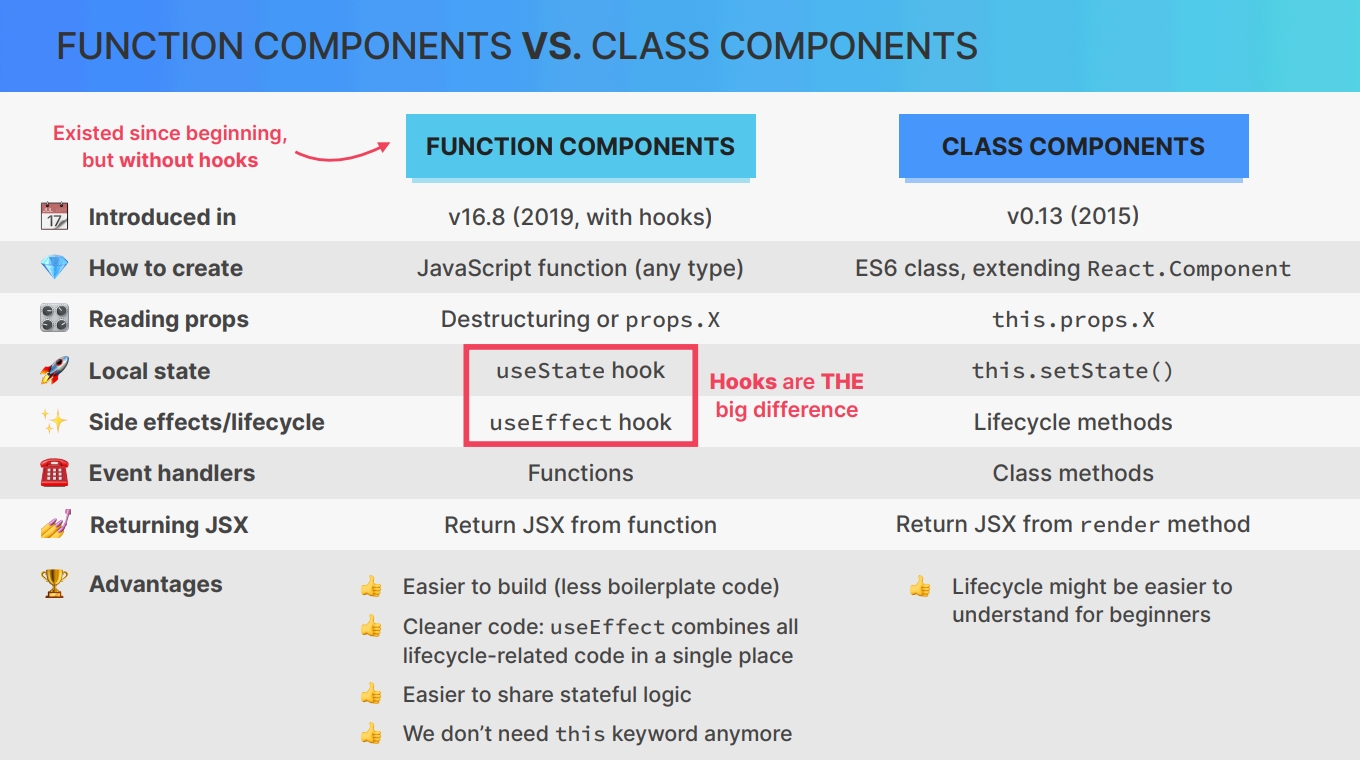 FUNCTION COMPONENTS VS. CLASS COMPONENTS
Existed since beginning,
but without hooks
FUNCTION COMPONENTS
CLASS COMPONENTS
17
Introduced in
v16.8 (2019, with hooks)
v0.13 (2015)
How to create
JavaScript function (any type)
ES6 class, extending React.Component
Reading props
Destructuring or props.X
this.props.X
Local state
useState hook
this.setState()
Hooks are THE
big difference
Side effects/lifecycle
useEffect hook
Lifecycle methods
Event handlers
Functions
Class methods
Returning JSX
Return JSX from function
Return JSX from render method
Advantages
Easier to build (less boilerplate code)
Cleaner code: useEffect combines all
lifecycle-related code in a single place
Easier to share stateful logic
We don’t need this keyword anymore
Lifecycle might be easier to
understand for beginners